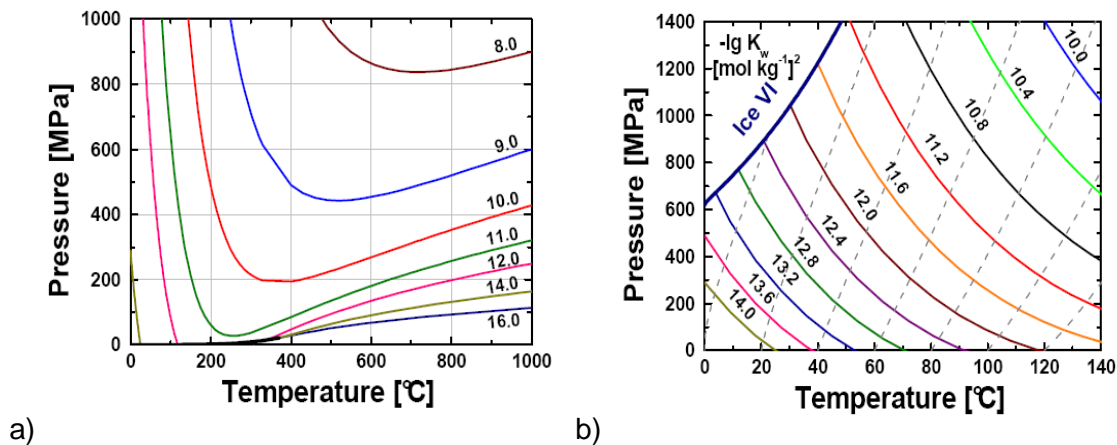 1000
800
600
400
200
0
Pressure [MPa]
8.0
9.0
10.0
11.0
12.0
14.0
16.0
0 200 400 600 800 1000
Temperature [°C]
a)
1400
1200
1000
800
600
400
200
0
Pressure [MPa]
-lg Kw
[mol kg-1]2
Ice VI
10.0
10.4
10.8
11.2
11.6
12.0
12.4
12.8
13.2
13.6
14.0
0 20 40 60 80 100 120 140
Temperature [°C]
b)